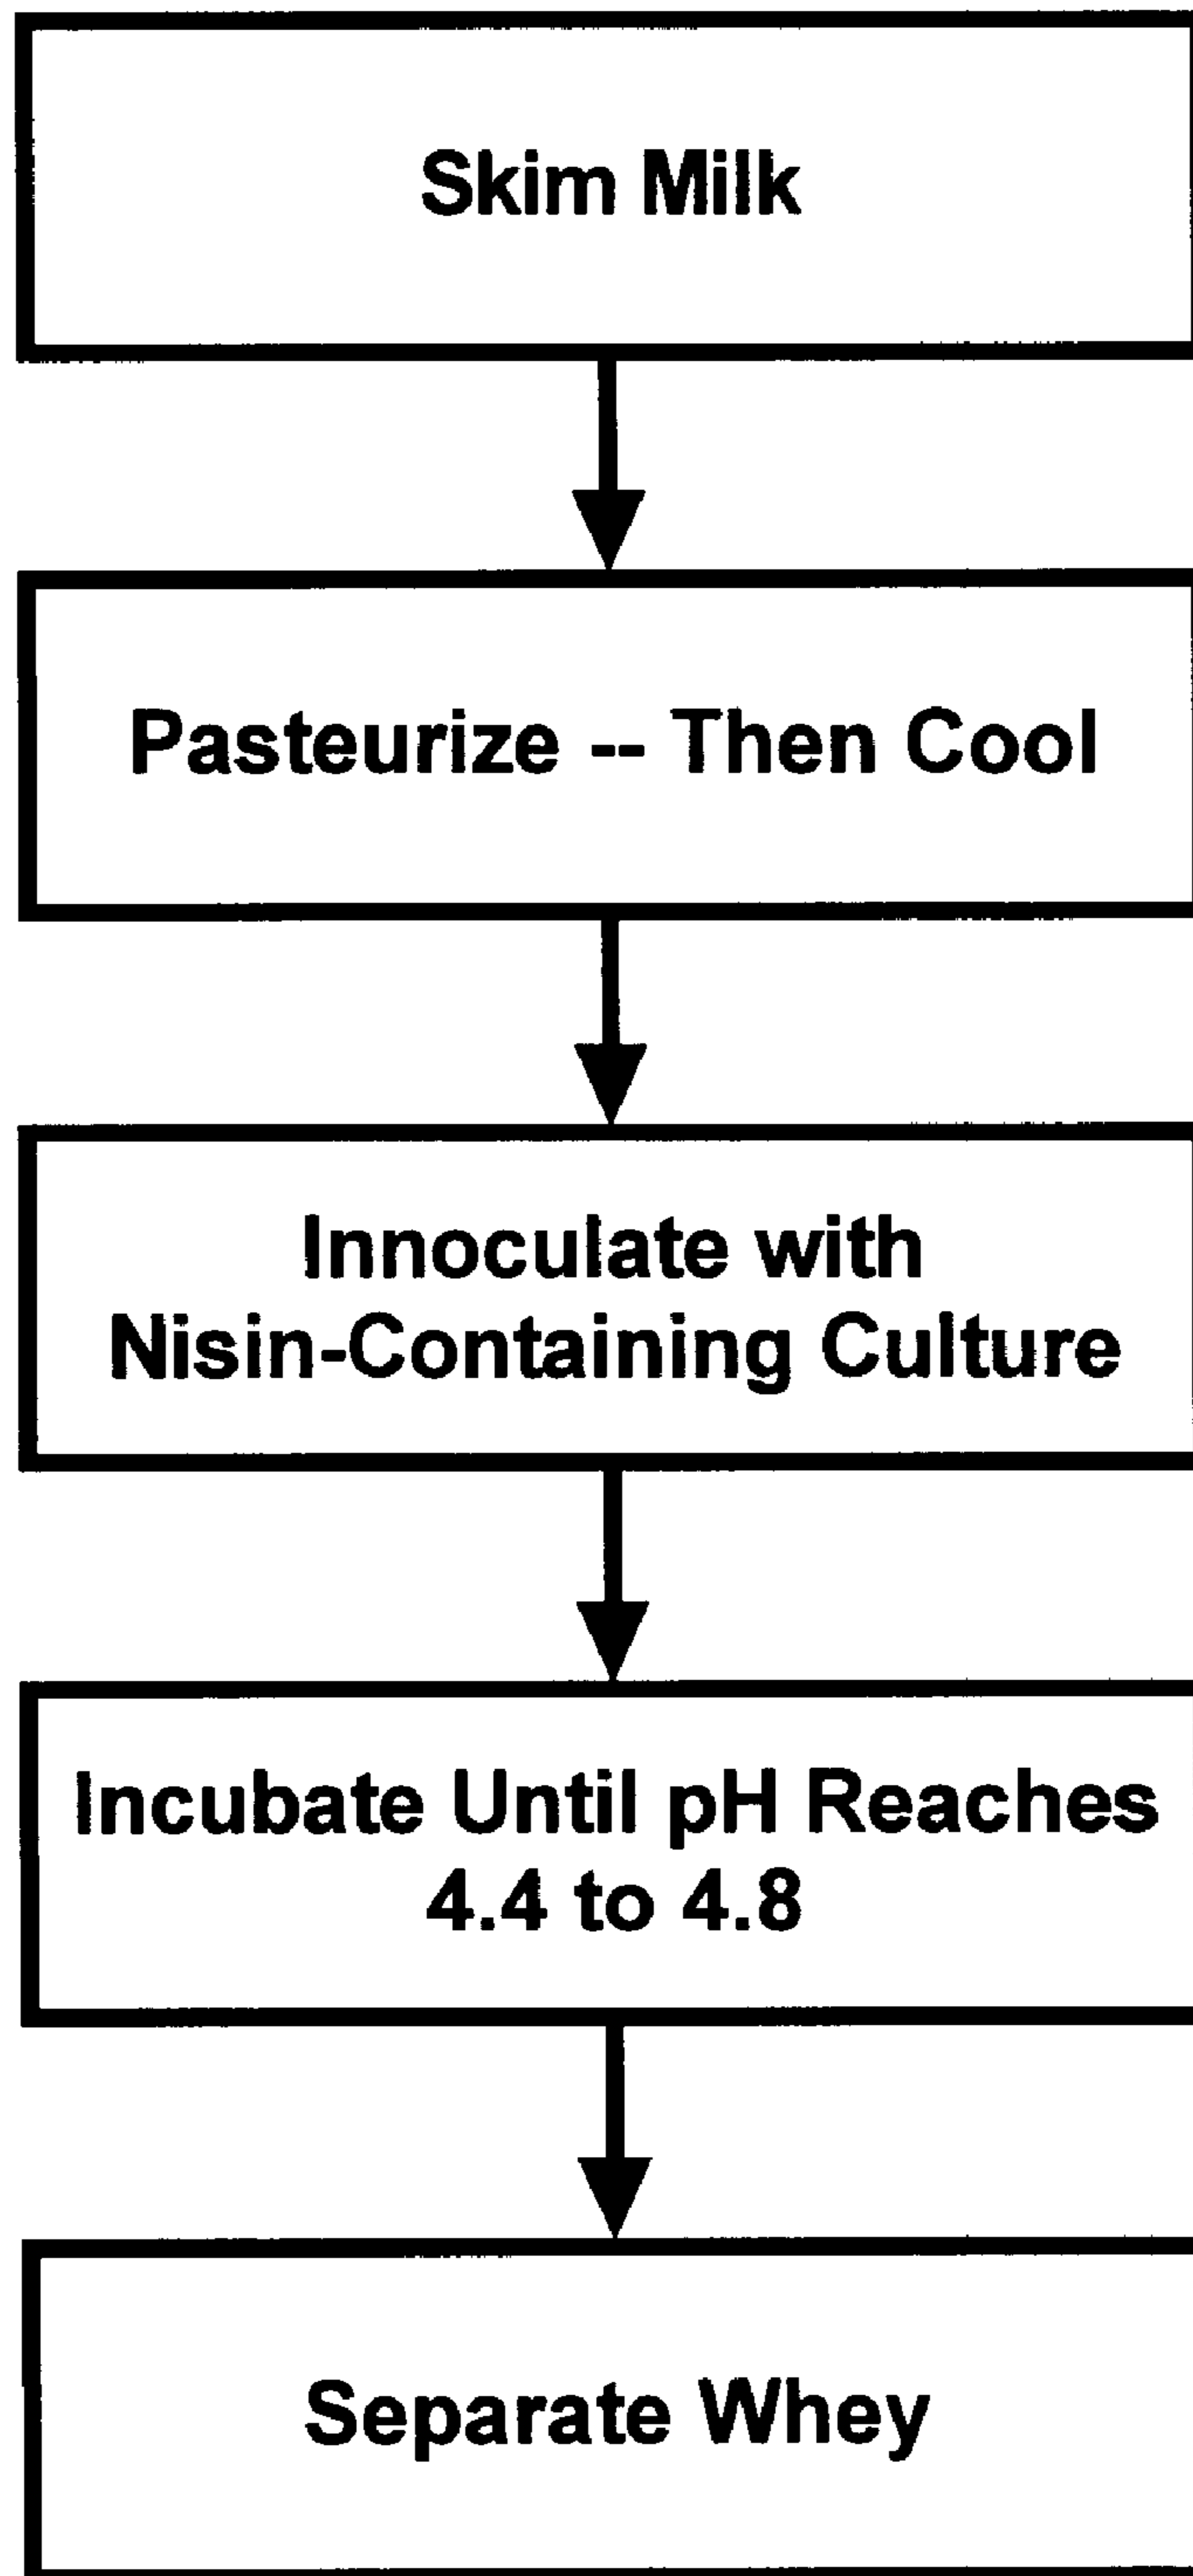 Skim Milk
Pasteurize -- Then Cool
Innoculate with
Nisin-Containing Culture
Incubate Until pH Reaches
4.4 to 4.8
Separate Whey